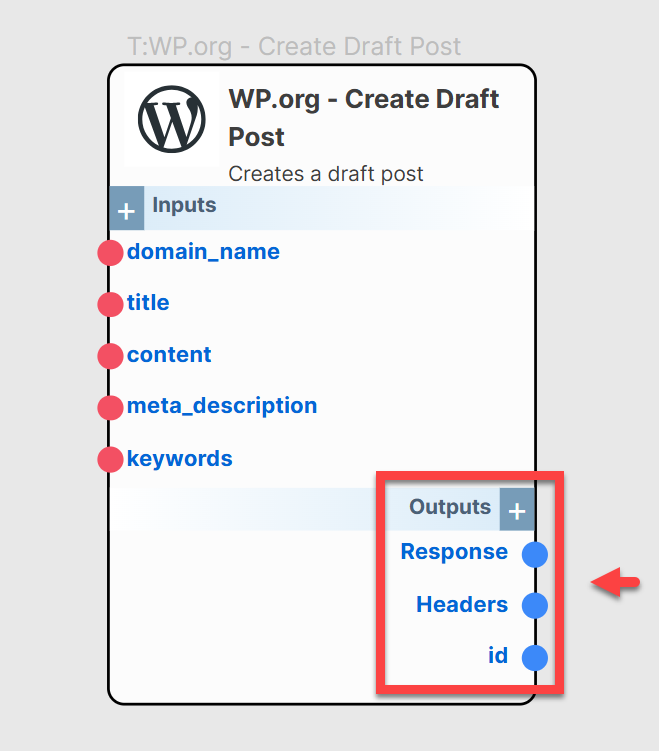 T:WP.org - Create Draft Post
WP.org - Create Draft
Post
Creates a draft post
+ Inputs
domain_name
title
content
meta_description
keywords
Outputs +
Response
Headers
id